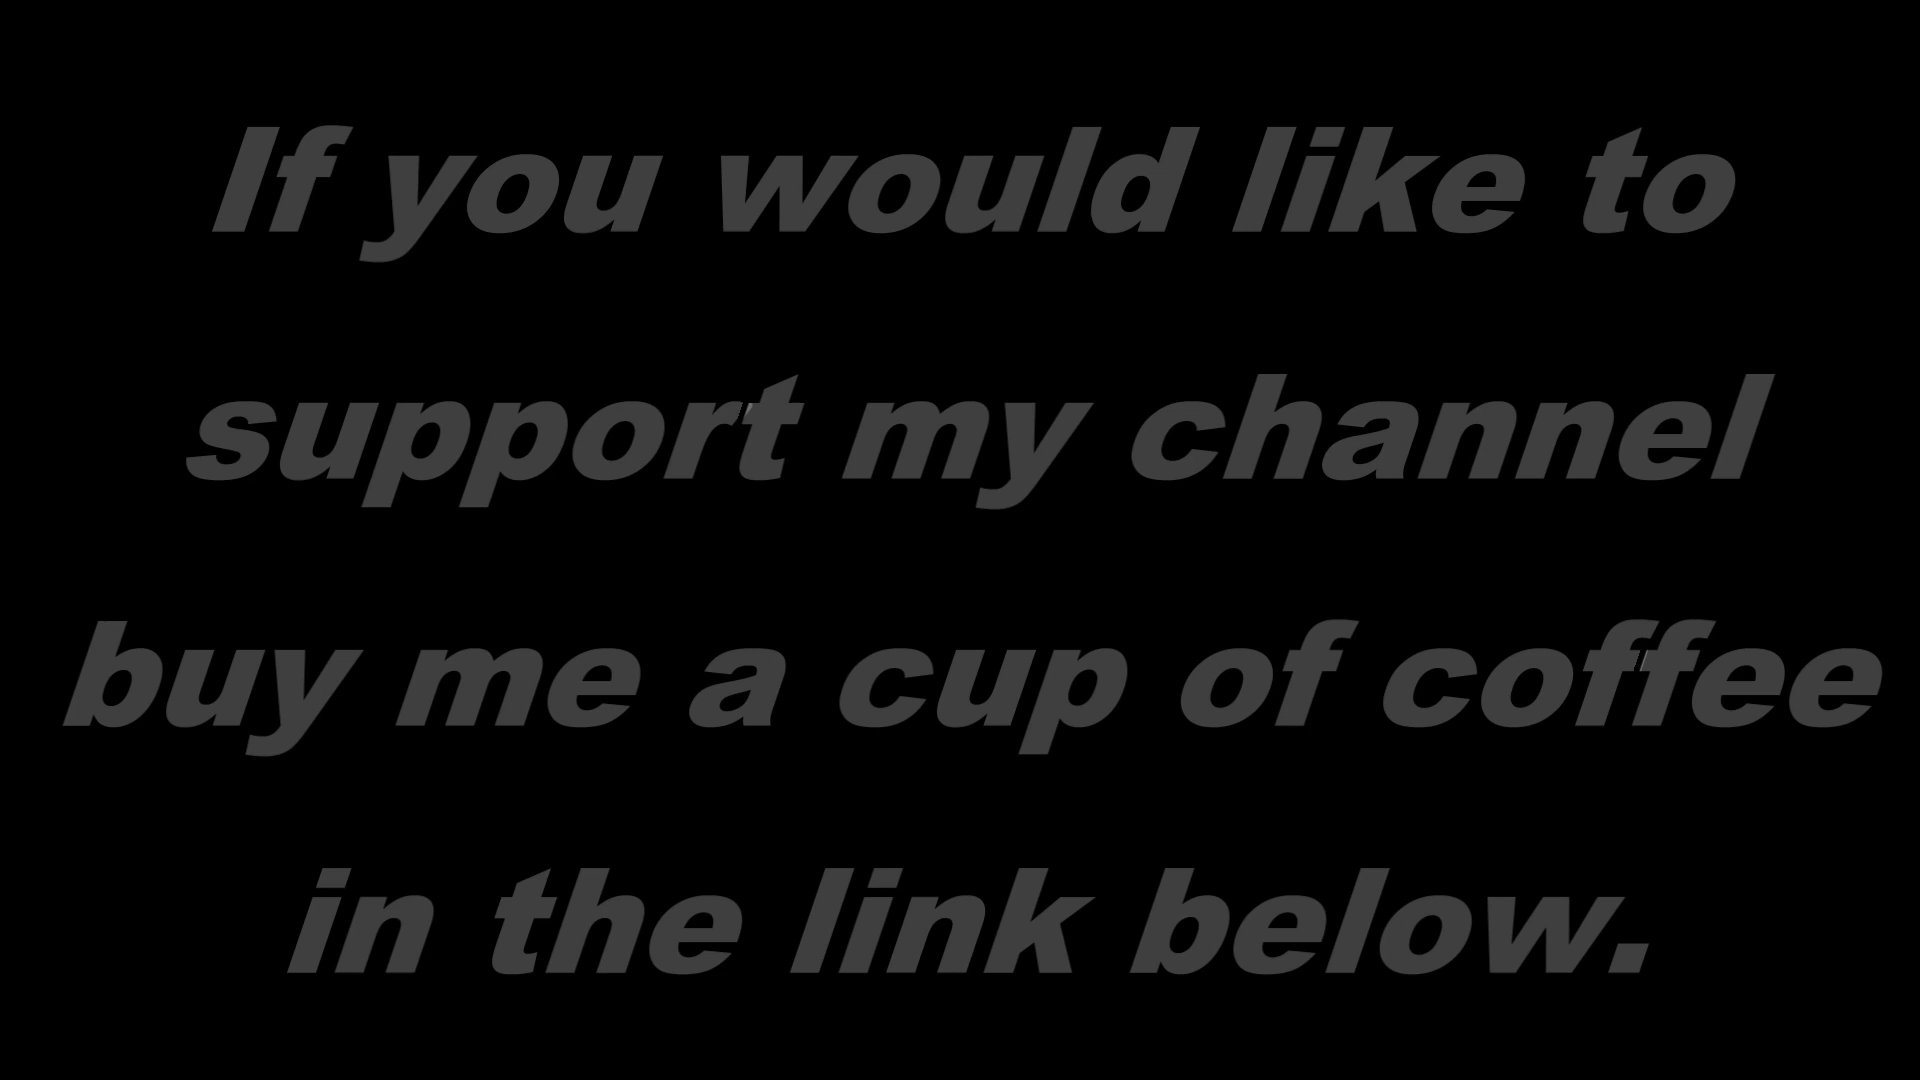 If you would like to
support my channel
buy me a cup of coffee
in the link below.